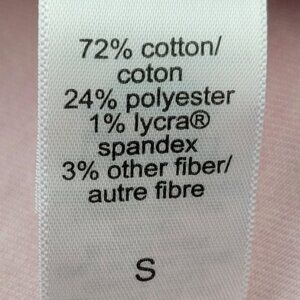 72% cotton/
coton
24% polyester
1% lycra®
spandex
3% other fiber/
autre fibre
S